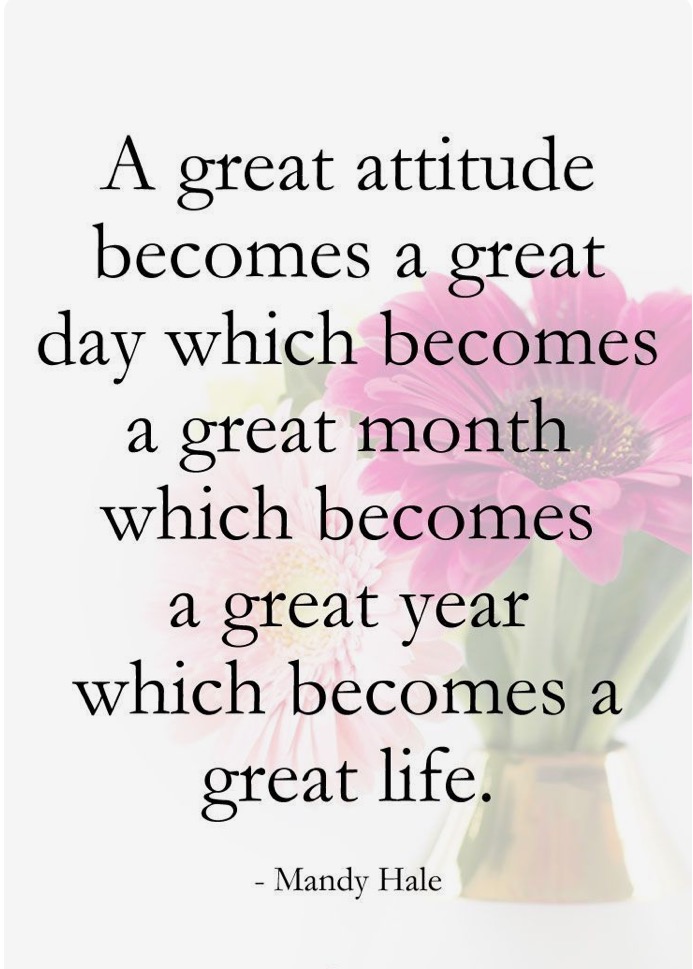 A great attitude
becomes a great
day which becomes
a great month
which becomes
a great year
which becomes a
great life.
- Mandy Hale